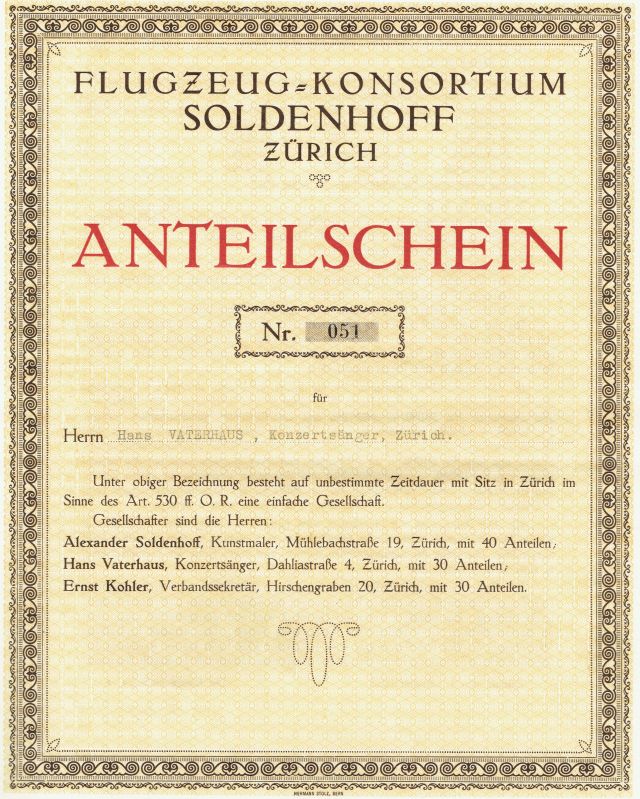 FLUGZEUG=KONSORTIUM
SOLDENHOFF
ZÜRICH
ANTEILSCHEIN
Nr. 051
für
Herrn Hans VATERHAUS , Konzertsänger, Zürich.
Unter obiger Bezeichnung besteht auf unbestimmte Zeitdauer mit Sitz in Zürich im
Sinne des Art. 530 ff. O. R. eine einfache Gesellschaft.
Gesellschafter sind die Herren:
Alexander Soldenhoff, Kunstmaler, Mühlebachstraße 19, Zürich, mit 40 Anteilen;
Hans Vaterhaus, Konzertsänger, Dahliastraße 4, Zürich, mit 30 Anteilen;
Ernst Kohler, Verbandssekretär, Hirschengraben 20, Zürich, mit 30 Anteilen.
HERMANN STOLZ, BERN